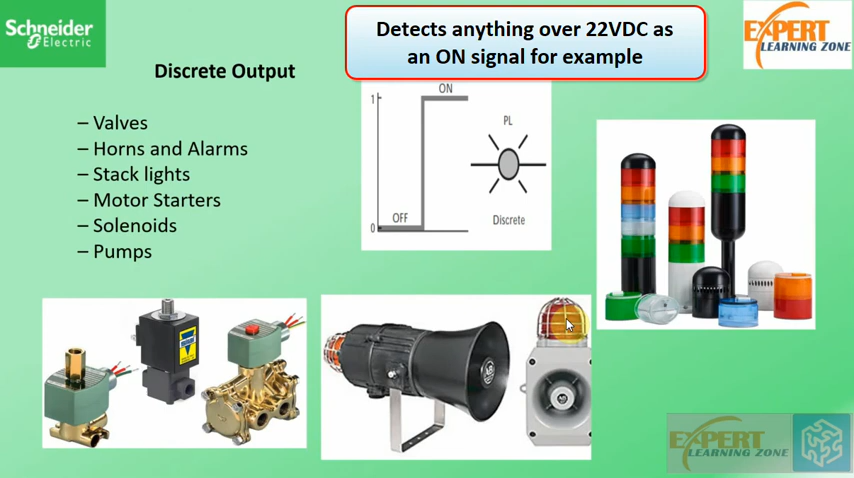 Schneider
Electric
Detects anything over 22VDC as
an ON signal for example
EXPERT
LEARNING ZONE
Discrete Output
– Valves
– Horns and Alarms
– Stack lights
– Motor Starters
– Solenoids
– Pumps
ON
1
PL
OFF
0
Discrete
EXPERT
LEARNING ZONE